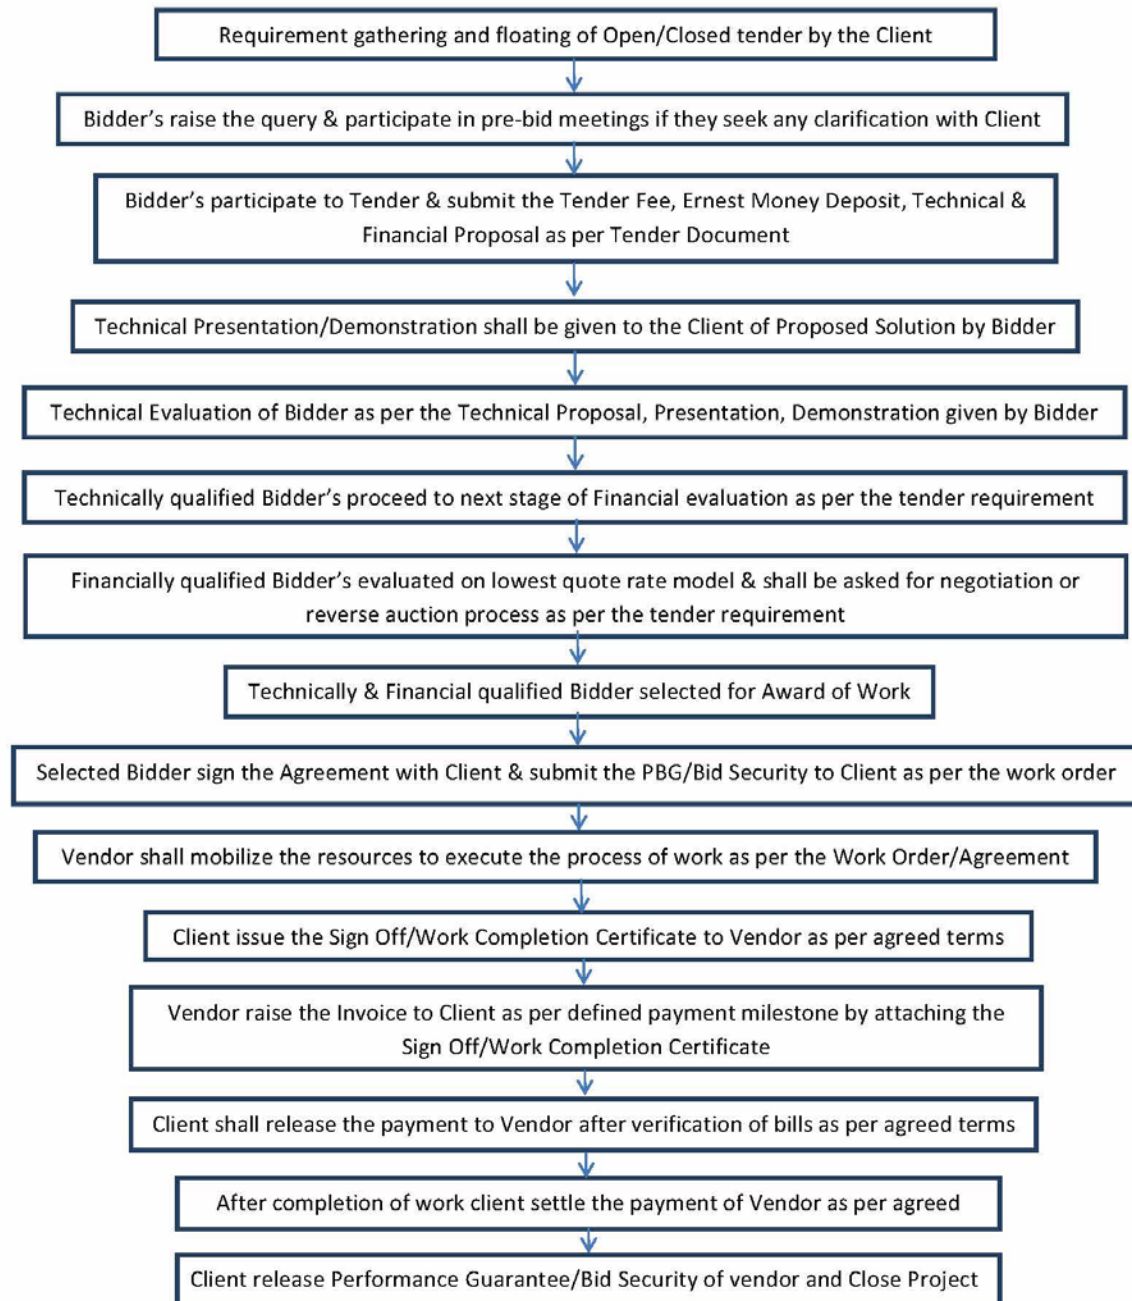 Requirement gathering and floating of Open/Closed tender by the Client
Bidder's raise the query & participate in pre-bid meetings if they seek any clarification with Client
Bidder's participate to Tender & submit the Tender Fee, Ernest Money Deposit, Technical &
Financial Proposal as per Tender Document
Technical Presentation/Demonstration shall be given to the Client of Proposed Solution by Bidder
Technical Evaluation of Bidder as per the Technical Proposal, Presentation, Demonstration given by Bidder
Technically qualified Bidder's proceed to next stage of Financial evaluation as per the tender requirement
Financially qualified Bidder's evaluated on lowest quote rate model & shall be asked for negotiation or
reverse auction process as per the tender requirement
Technically & Financial qualified Bidder selected for Award of Work
Selected Bidder sign the Agreement with Client & submit the PBG/Bid Security to Client as per the work order
Vendor shall mobilize the resources to execute the process of work as per the Work Order/Agreement
Client issue the Sign Off/Work Completion Certificate to Vendor as per agreed terms
Vendor raise the Invoice to Client as per defined payment milestone by attaching the
Sign Off/Work Completion Certificate
Client shall release the payment to Vendor after verification of bills as per agreed terms
After completion of work client settle the payment of Vendor as per agreed
Client release Performance Guarantee/Bid Security of vendor and Close Project